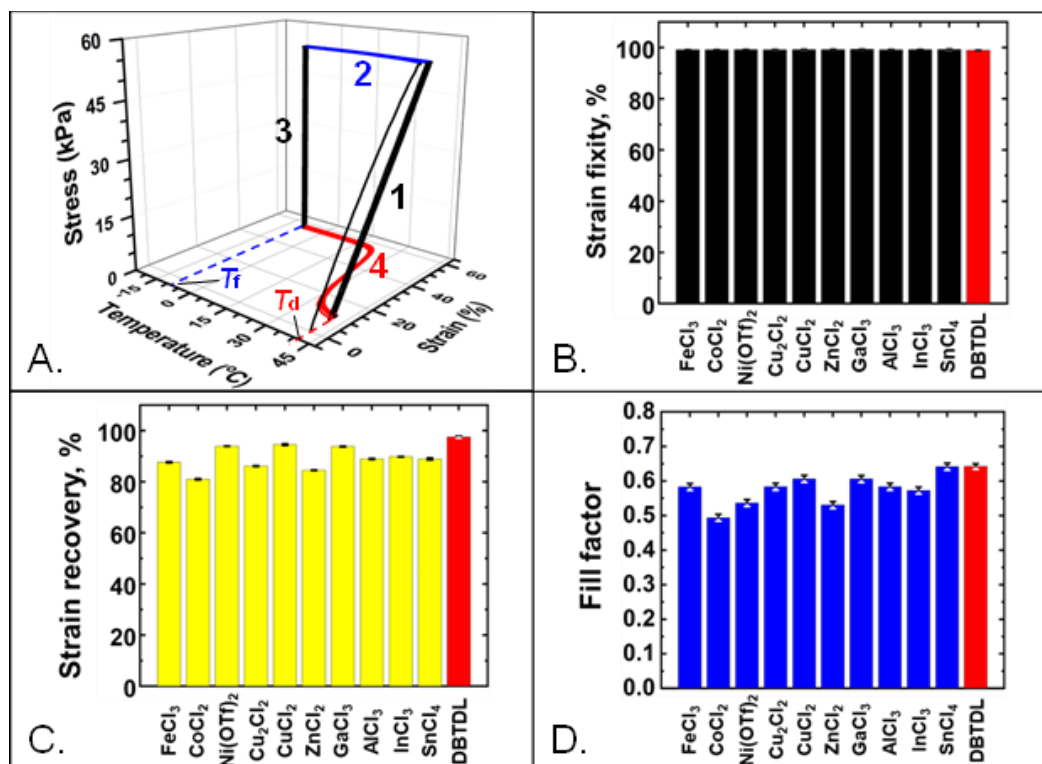 60
45
30
15
0
Stress (kPa)
-15
0
15
30
45
Temperature (°C)
0
20
40
60
Strain (%)
1
2
3
4
Tf
Td
A.
100
80
60
40
20
0
Strain fixity, %
FeCl3
CoCl2
Ni(OTf)2
Cu2Cl2
CuCl2
ZnCl2
GaCl3
AlCl3
InCl3
SnCl4
DBTDL
B.
100
80
60
40
20
0
Strain recovery, %
FeCl3
CoCl2
Ni(OTf)2
Cu2Cl2
CuCl2
ZnCl2
GaCl3
AlCl3
InCl3
SnCl4
DBTDL
C.
0.8
0.7
0.6
0.5
0.4
0.3
0.2
0.1
0.0
Fill factor
FeCl3
CoCl2
Ni(OTf)2
Cu2Cl2
CuCl2
ZnCl2
GaCl3
AlCl3
InCl3
SnCl4
DBTDL
D.